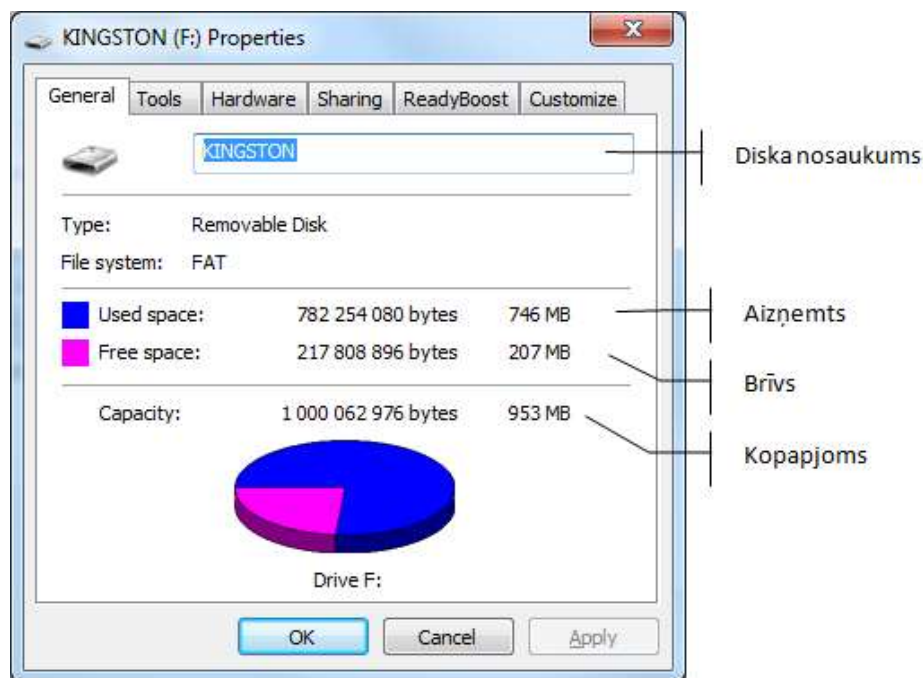 KINGSTON (F:) Properties
General Tools Hardware Sharing ReadyBoost Customize
KINGSTON
Diska nosaukums
Type: Removable Disk
File system: FAT
Used space: 782 254 080 bytes 746 MB
Aizņemts
Free space: 217 808 896 bytes 207 MB
Brīvs
Capacity: 1 000 062 976 bytes 953 MB
Kopapjoms
Drive F:
OK Cancel Apply